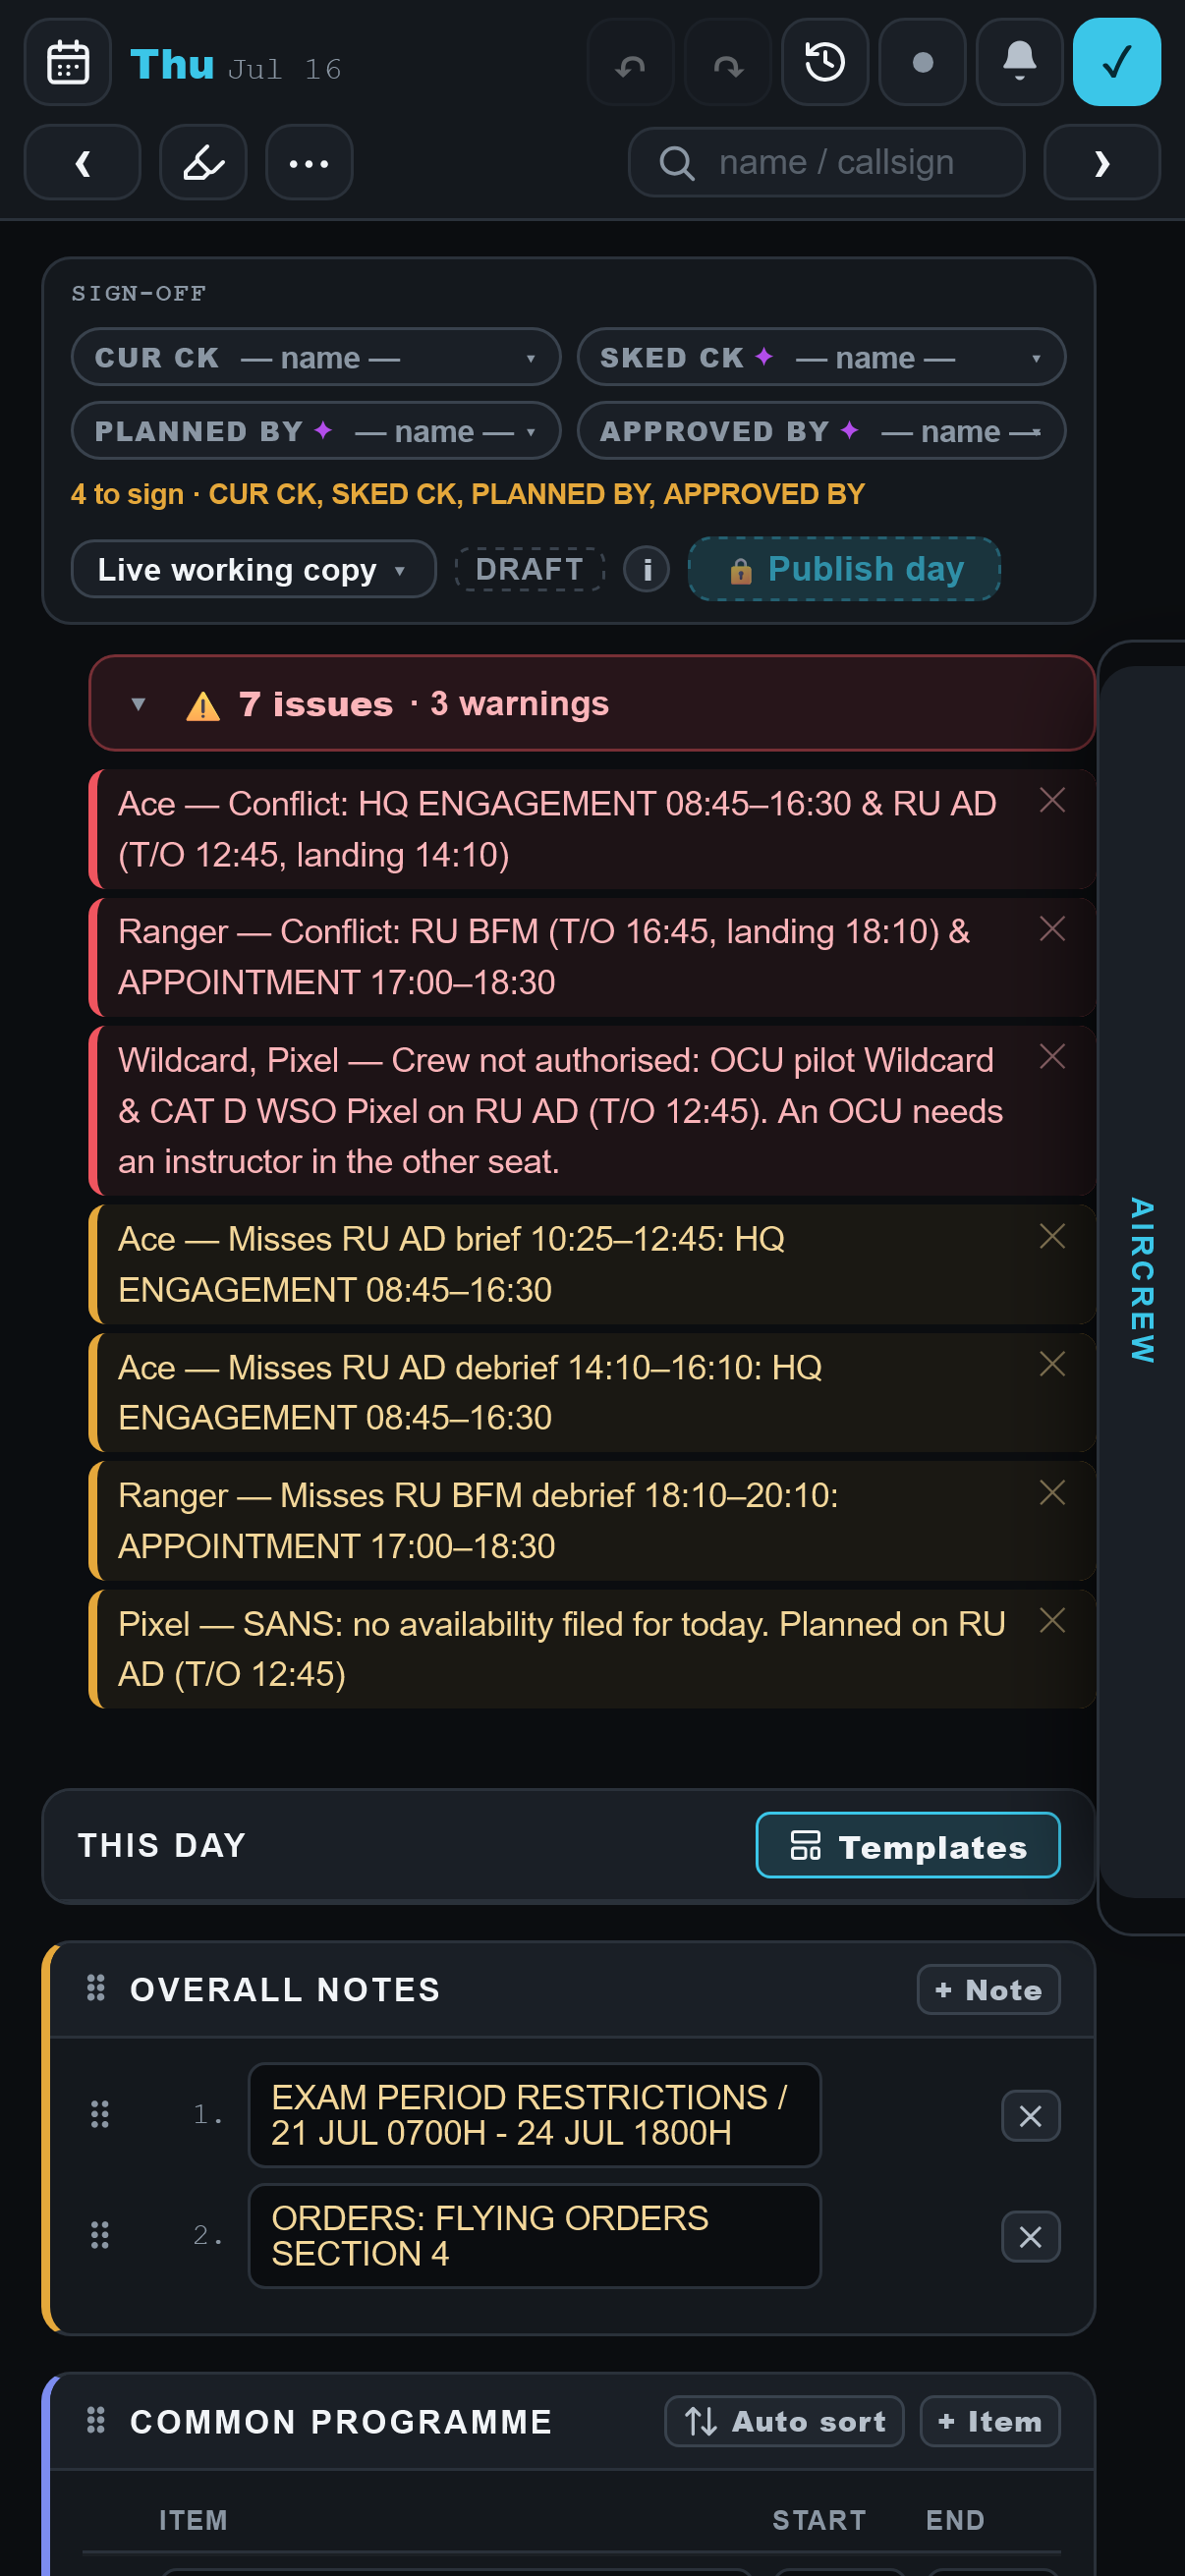 Thu Jul 16
name / callsign
SIGN-OFF
CUR CK — name —
SKED CK — name —
PLANNED BY — name —
APPROVED BY — name —
4 to sign · CUR CK, SKED CK, PLANNED BY, APPROVED BY
Live working copy DRAFT i Publish day
7 issues · 3 warnings
Ace — Conflict: HQ ENGAGEMENT 08:45–16:30 & RU AD
(T/O 12:45, landing 14:10)
Ranger — Conflict: RU BFM (T/O 16:45, landing 18:10) &
APPOINTMENT 17:00–18:30
Wildcard, Pixel — Crew not authorised: OCU pilot Wildcard
& CAT D WSO Pixel on RU AD (T/O 12:45). An OCU needs
an instructor in the other seat.
Ace — Misses RU AD brief 10:25–12:45: HQ
ENGAGEMENT 08:45–16:30
Ace — Misses RU AD debrief 14:10–16:10: HQ
ENGAGEMENT 08:45–16:30
Ranger — Misses RU BFM debrief 18:10–20:10:
APPOINTMENT 17:00–18:30
Pixel — SANS: no availability filed for today. Planned on RU
AD (T/O 12:45)
AIRCREW
THIS DAY
Templates
OVERALL NOTES
+ Note
1. EXAM PERIOD RESTRICTIONS /
21 JUL 0700H - 24 JUL 1800H
2. ORDERS: FLYING ORDERS
SECTION 4
COMMON PROGRAMME
Auto sort
+ Item
ITEM START END